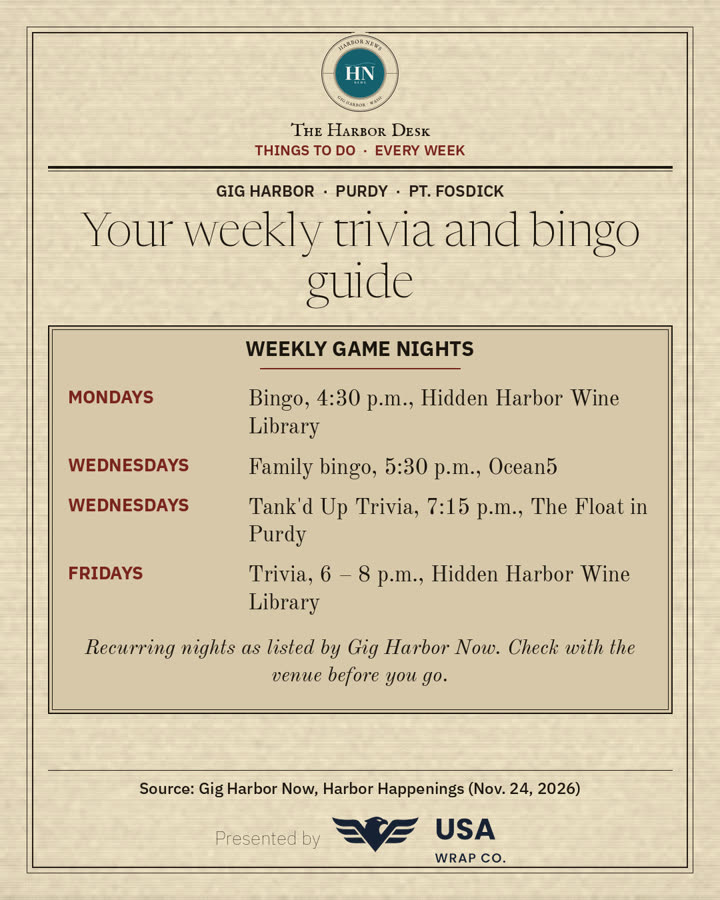 HARBOR NEWS
HN
NEWS
GIG HARBOR · WASH
The Harbor Desk
THINGS TO DO · EVERY WEEK
GIG HARBOR · PURDY · PT. FOSDICK
Your weekly trivia and bingo
guide
WEEKLY GAME NIGHTS
MONDAYS Bingo, 4:30 p.m., Hidden Harbor Wine
Library
WEDNESDAYS Family bingo, 5:30 p.m., Ocean5
WEDNESDAYS Tank'd Up Trivia, 7:15 p.m., The Float in
Purdy
FRIDAYS Trivia, 6 – 8 p.m., Hidden Harbor Wine
Library
Recurring nights as listed by Gig Harbor Now. Check with the
venue before you go.
Source: Gig Harbor Now, Harbor Happenings (Nov. 24, 2026)
Presented by USA
WRAP CO.